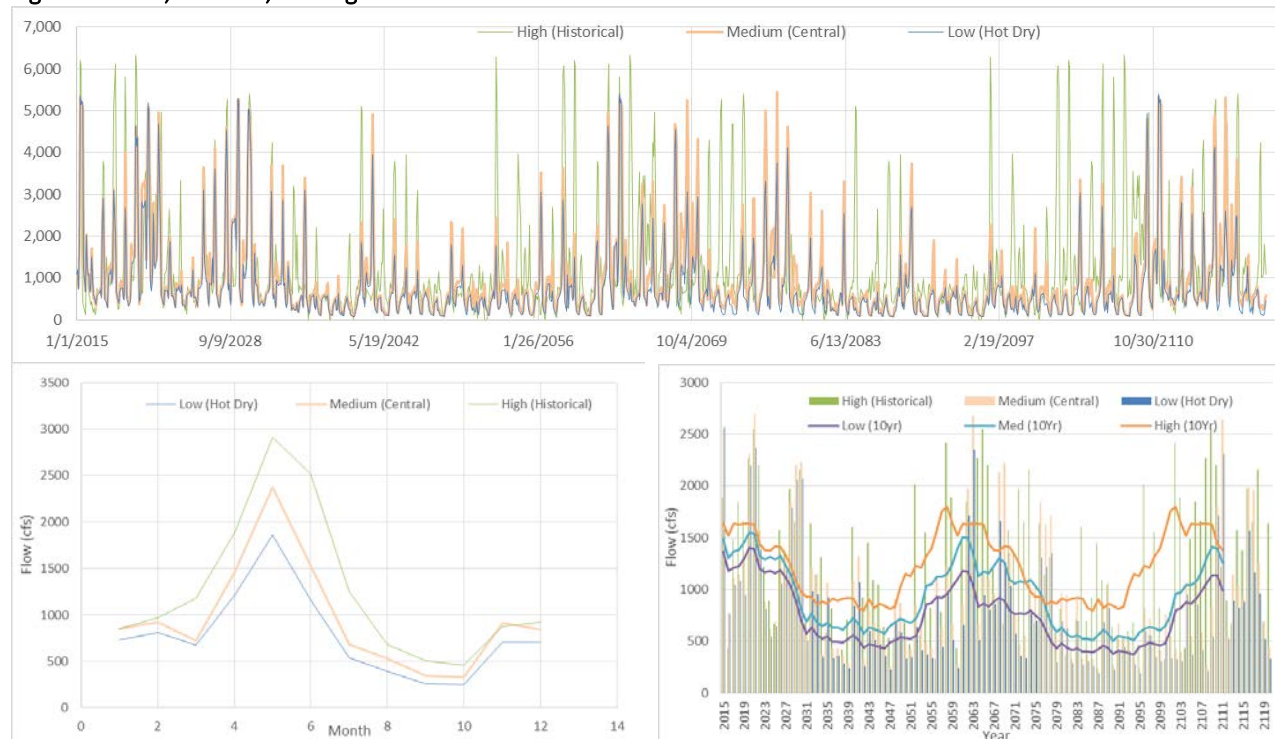 High (Historical) Medium (Central) Low (Hot Dry)
7,000
6,000
5,000
4,000
3,000
2,000
1,000
0
1/1/2015 9/9/2028 5/19/2042 1/26/2056 10/4/2069 6/13/2083 2/19/2097 10/30/2110
Low (Hot Dry) Medium (Central) High (Historical)
Flow (cfs)
3500
3000
2500
2000
1500
1000
500
0
0 2 4 6 8 10 12 14
Month
High (Historical) Medium (Central) Low (Hot Dry)
Low (10yr) Med (10Yr) High (10Yr)
Flow (cfs)
3000
2500
2000
1500
1000
500
0
2015 2019 2023 2027 2031 2035 2039 2043 2047 2051 2055 2059 2063 2067 2071 2075 2079 2083 2087 2091 2095 2099 2103 2107 2111 2115 2119
Year